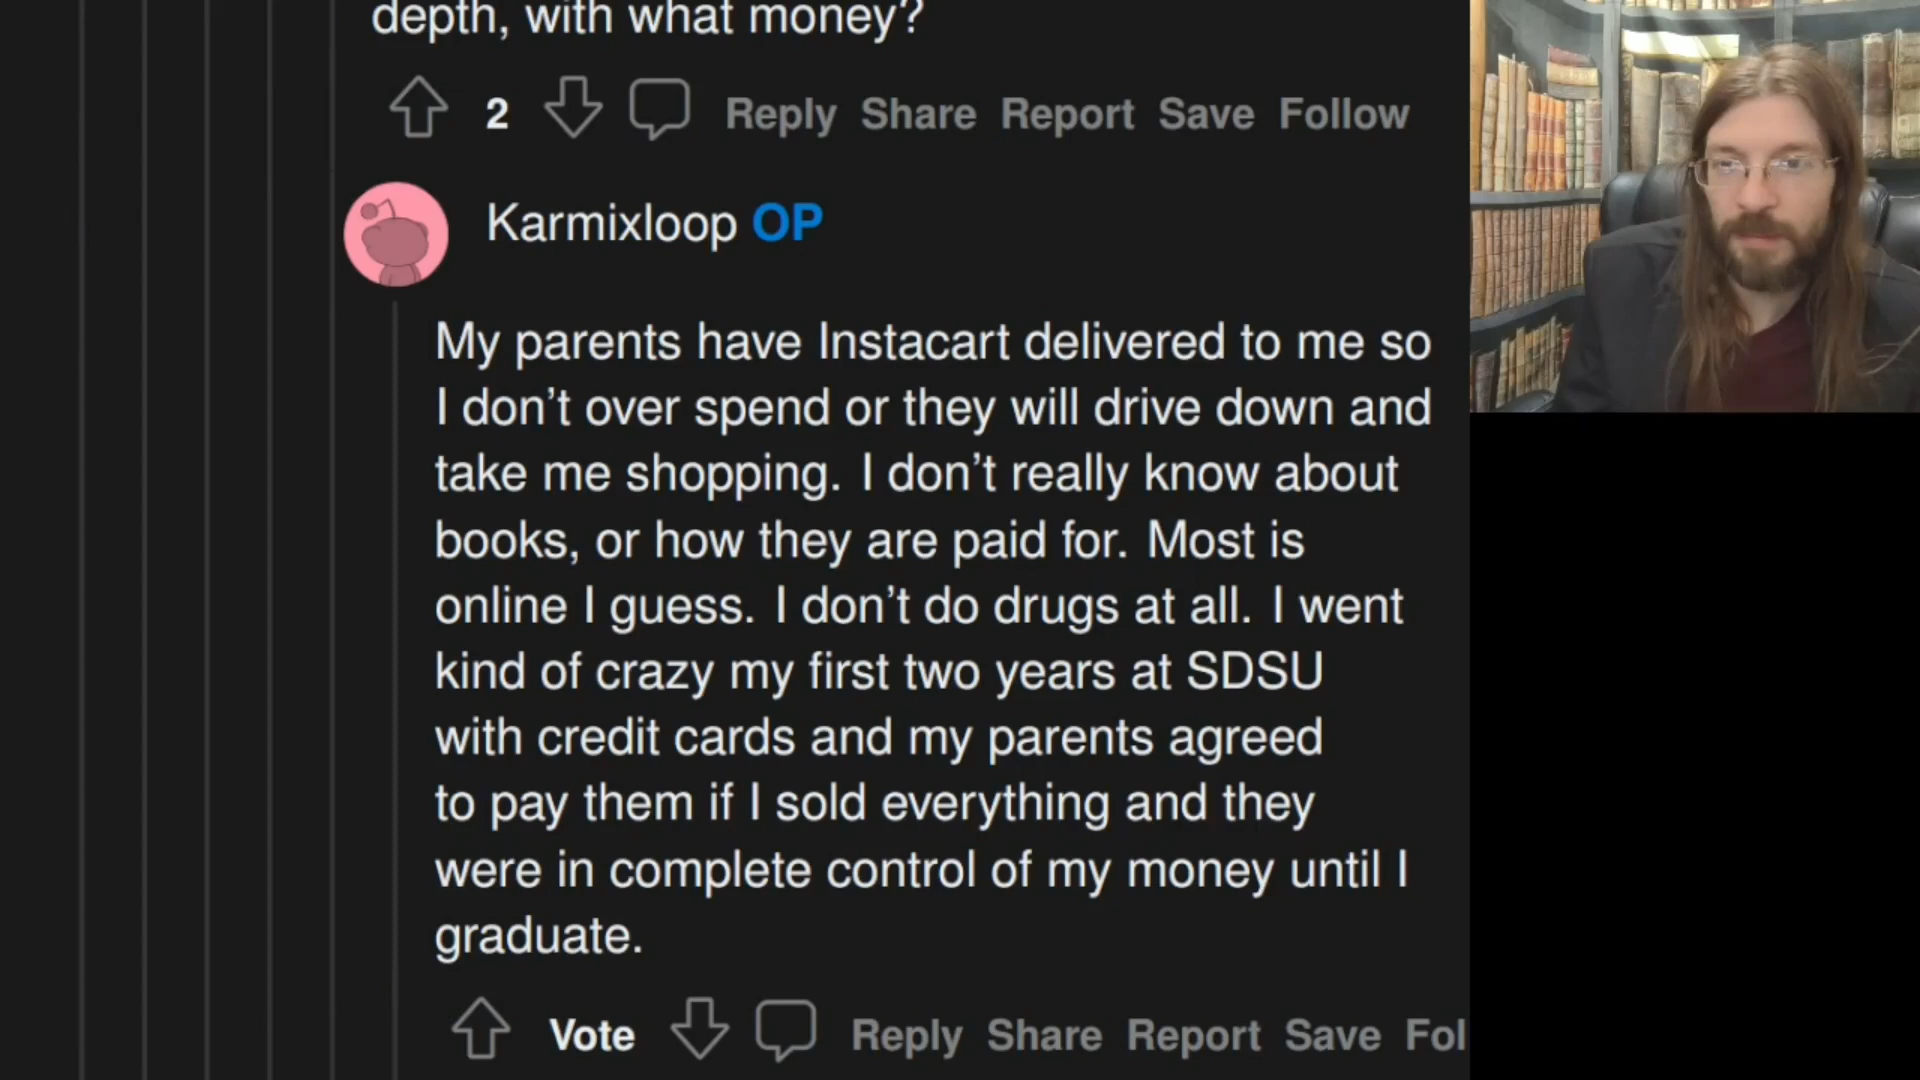 depth, with what money?
2 Reply Share Report Save Follow
Karmixloop OP
My parents have Instacart delivered to me so
I don’t over spend or they will drive down and
take me shopping. I don’t really know about
books, or how they are paid for. Most is
online I guess. I don’t do drugs at all. I went
kind of crazy my first two years at SDSU
with credit cards and my parents agreed
to pay them if I sold everything and they
were in complete control of my money until I
graduate.
Vote Reply Share Report Save Fol